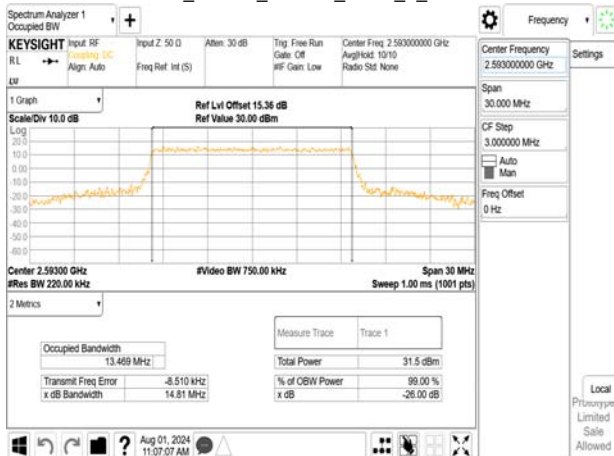 Spectrum Analyzer 1
Occupied BW
KEYSIGHT
RL
Input: RF
Coupling: DC
Align: Auto
Input Z: 50 Ω
Freq Ref: Int (S)
Atten: 30 dB
Trig: Free Run
Gate: Off
#IF Gain: Low
Center Freq: 2.593000000 GHz
Avg|Hold: 10/10
Radio Std: None
1 Graph
Scale/Div 10.0 dB
Ref Lvl Offset 15.36 dB
Ref Value 30.00 dBm
Log
20.0
10.0
0.00
-10.0
-20.0
-30.0
-40.0
-50.0
-60.0
Center 2.59300 GHz
#Video BW 750.00 kHz
Span 30 MHz
#Res BW 220.00 kHz
Sweep 1.00 ms (1001 pts)
2 Metrics
Measure Trace
Trace 1
Occupied Bandwidth
13.469 MHz
Total Power
31.5 dBm
Transmit Freq Error
-8.510 kHz
% of OBW Power
99.00 %
x dB Bandwidth
14.81 MHz
x dB
-26.00 dB
Aug 01, 2024
11:07:07 AM
Frequency
Center Frequency
2.593000000 GHz
Settings
Span
30.000 MHz
CF Step
3.000000 MHz
Auto
Man
Freq Offset
0 Hz
Local
Prototype
Limited
Sale
Allowed